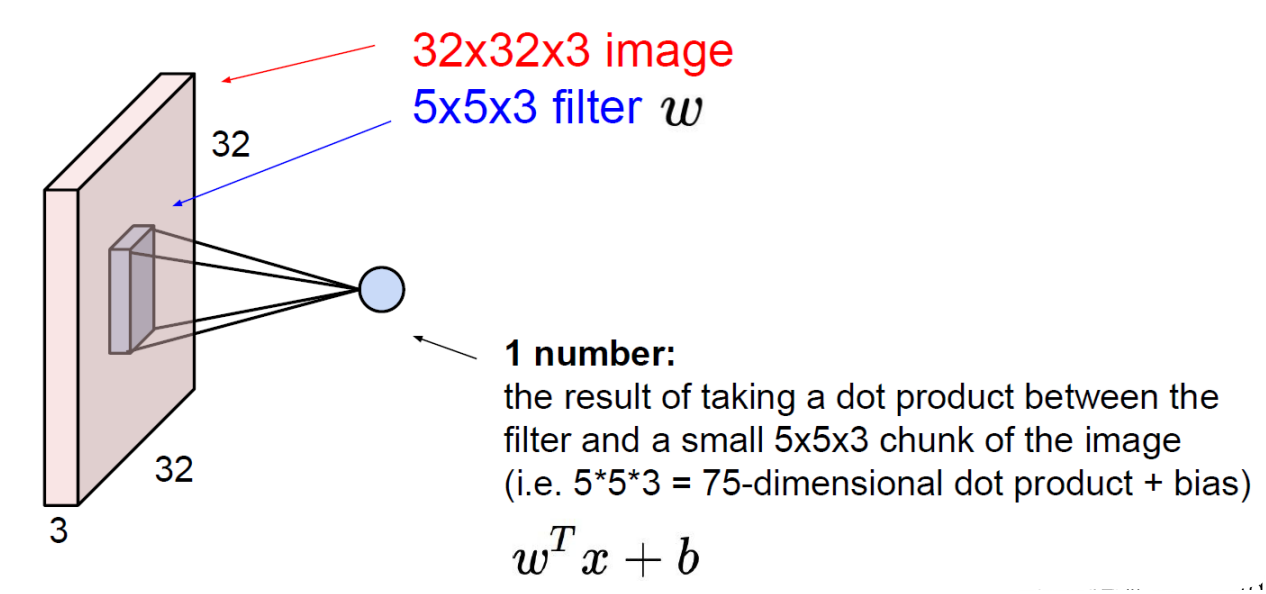 32x32x3 image
5x5x3 filter w
32
32
3
1 number:
the result of taking a dot product between the
filter and a small 5x5x3 chunk of the image
(i.e. 5*5*3 = 75-dimensional dot product + bias)
w^T x + b